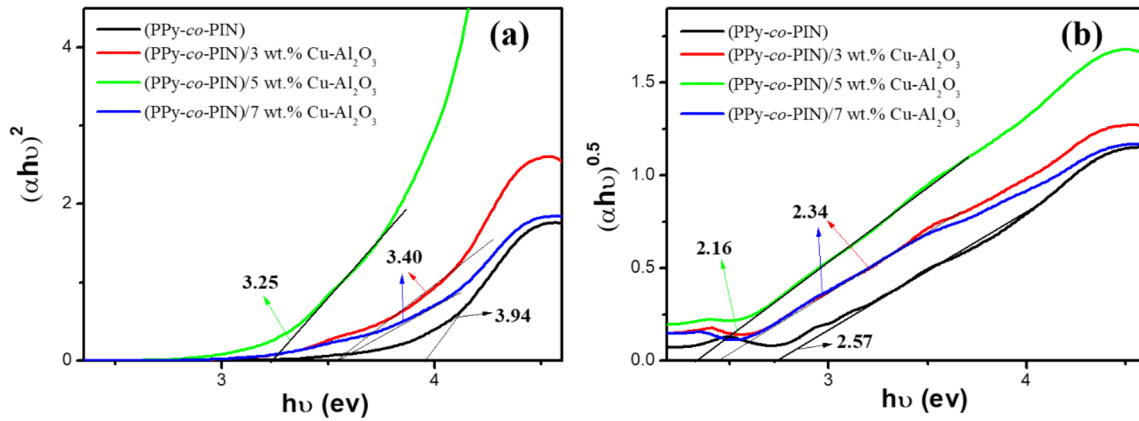 (a)
(PPy-co-PIN)
(PPy-co-PIN)/3 wt.% Cu-Al₂O₃
(PPy-co-PIN)/5 wt.% Cu-Al₂O₃
(PPy-co-PIN)/7 wt.% Cu-Al₂O₃
(αhυ)²
4
2
0
3.25
3.40
3.94
3
4
hυ (ev)
(b)
(PPy-co-PIN)
(PPy-co-PIN)/3 wt.% Cu-Al₂O₃
(PPy-co-PIN)/5 wt.% Cu-Al₂O₃
(PPy-co-PIN)/7 wt.% Cu-Al₂O₃
(αhυ)⁰·⁵
1.5
1.0
0.5
0.0
2.34
2.16
2.57
3
4
hυ (ev)